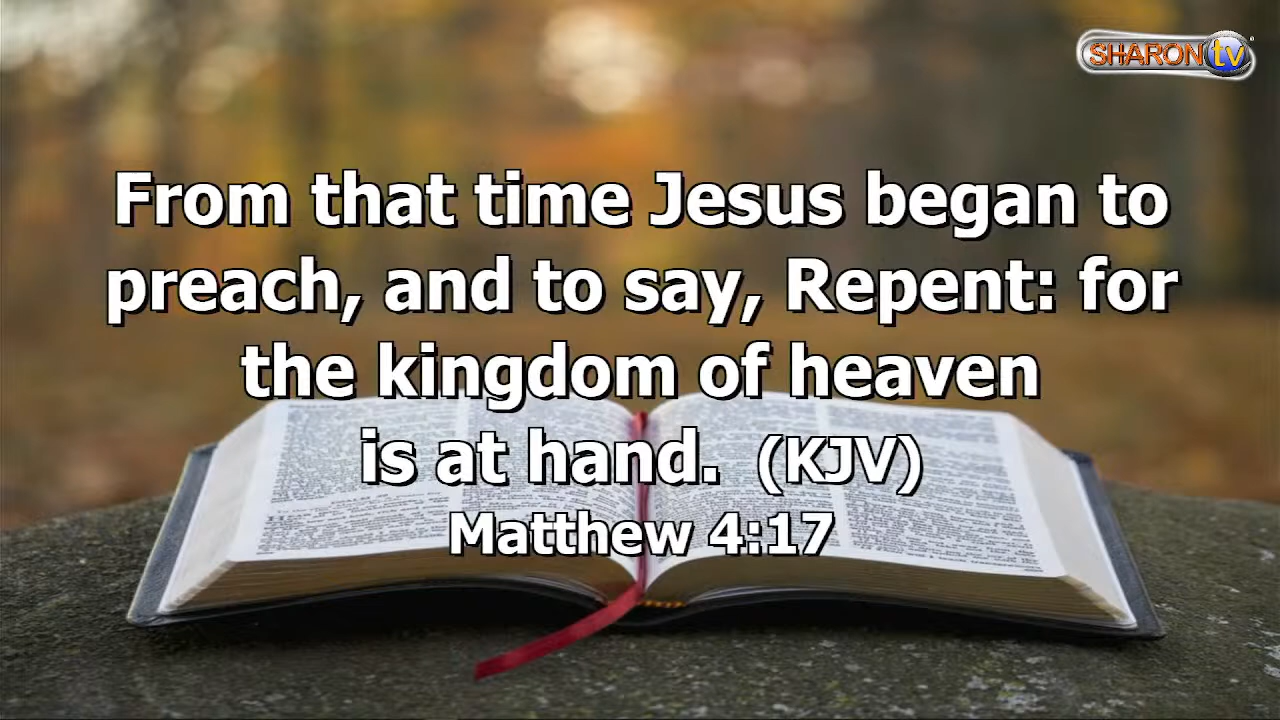 SHARON tv
From that time Jesus began to
preach, and to say, Repent: for
the kingdom of heaven
is at hand. (KJV)
Matthew 4:17